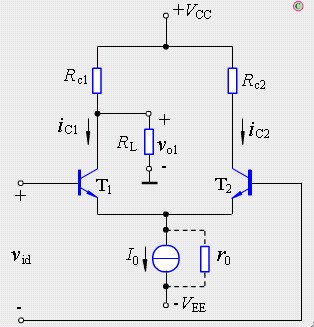 +VCC
©
Rc1
Rc2
iC1
+
iC2
RL
vo1
-
T1
T2
+
vid
I0
r0
-
-VEE